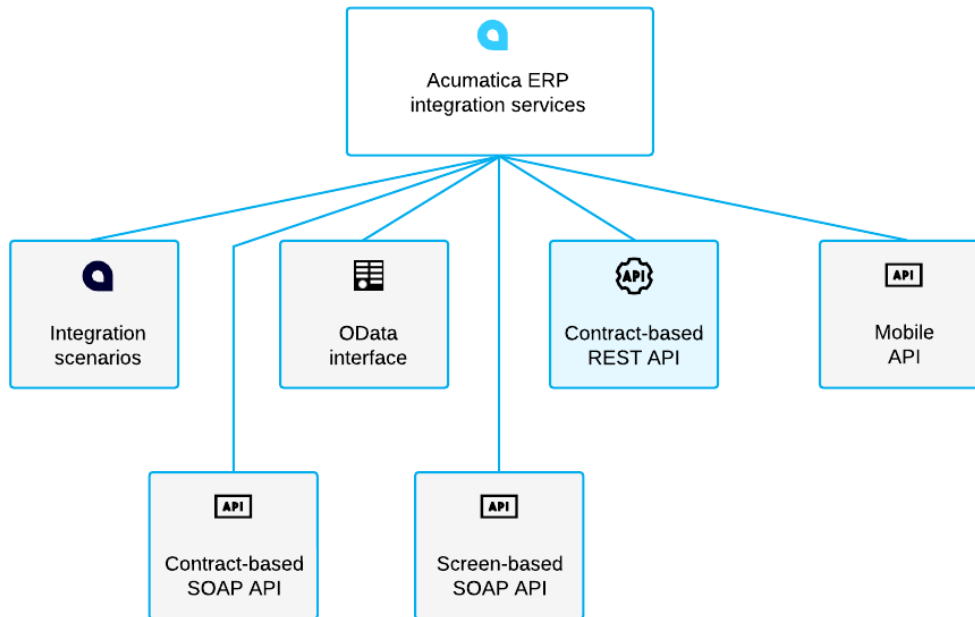 Acumatica ERP
integration services
Integration
scenarios
OData
interface
API
Contract-based
REST API
API
Mobile
API
API
Contract-based
SOAP API
API
Screen-based
SOAP API